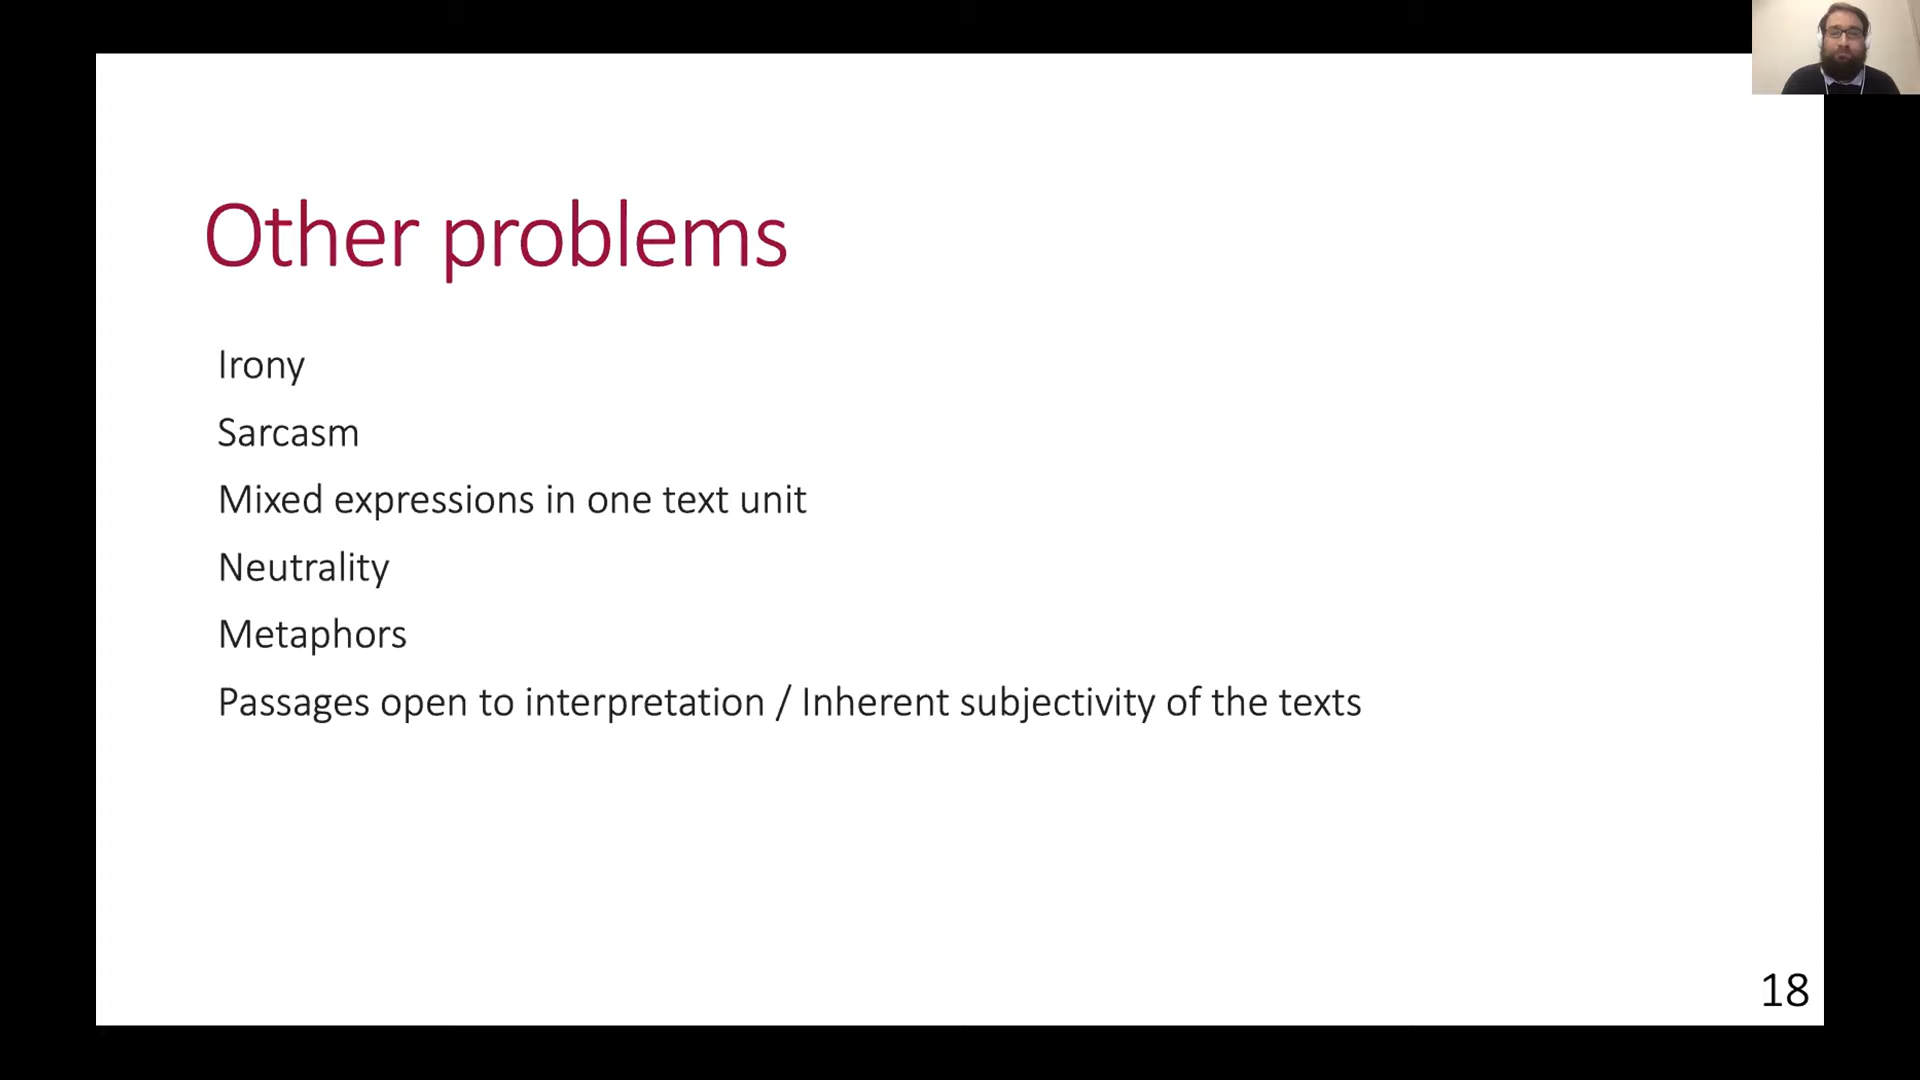 Other problems
Irony
Sarcasm
Mixed expressions in one text unit
Neutrality
Metaphors
Passages open to interpretation / Inherent subjectivity of the texts
18